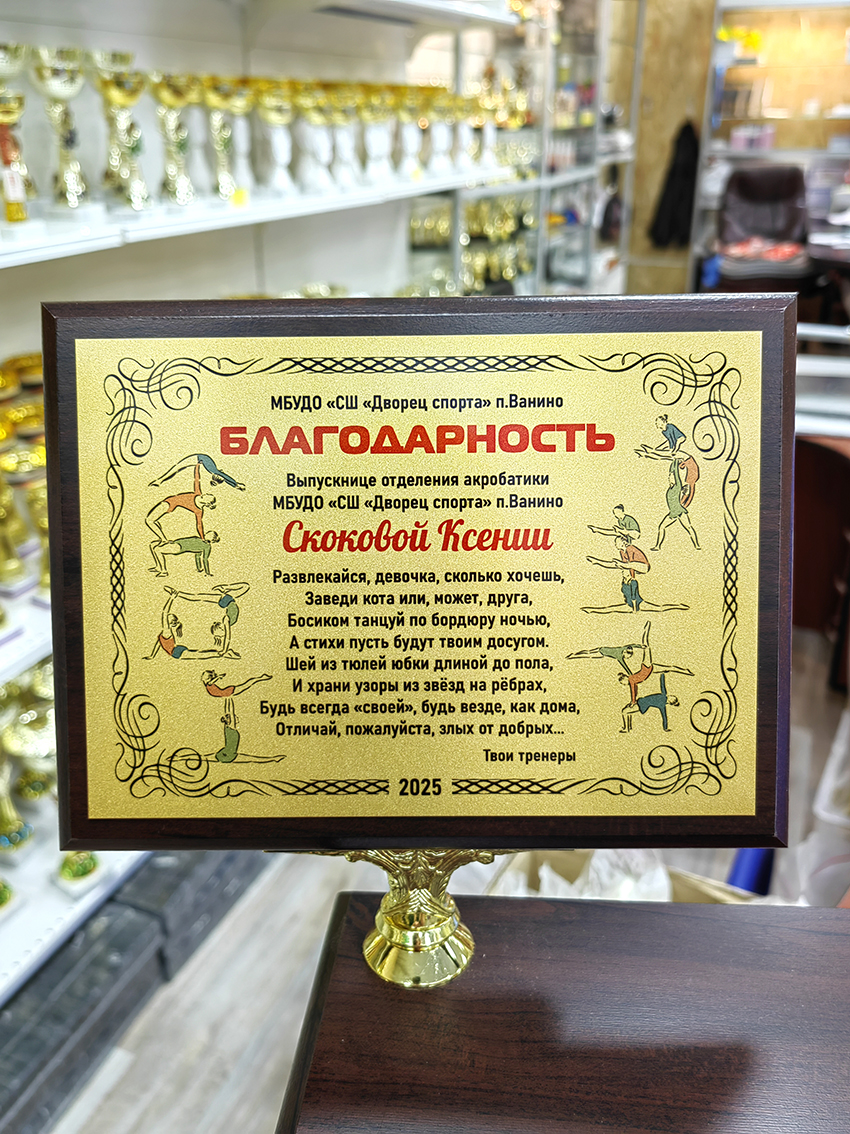 МБУДО «СШ «Дворец спорта» п.Ванино
БЛАГОДАРНОСТЬ
Выпускнице отделения акробатики
МБУДО «СШ «Дворец спорта» п.Ванино
Скоковой Ксении
Развлекайся, девочка, сколько хочешь,
Заведи кота или, может, друга,
Босиком танцуй по бордюру ночью,
А стихи пусть будут твоим досугом.
Шей из тюлей юбки длиной до пола,
И храни узоры из звёзд на рёбрах,
Будь всегда «своей», будь везде, как дома,
Отличай, пожалуйста, злых от добрых...
Твои тренеры
2025